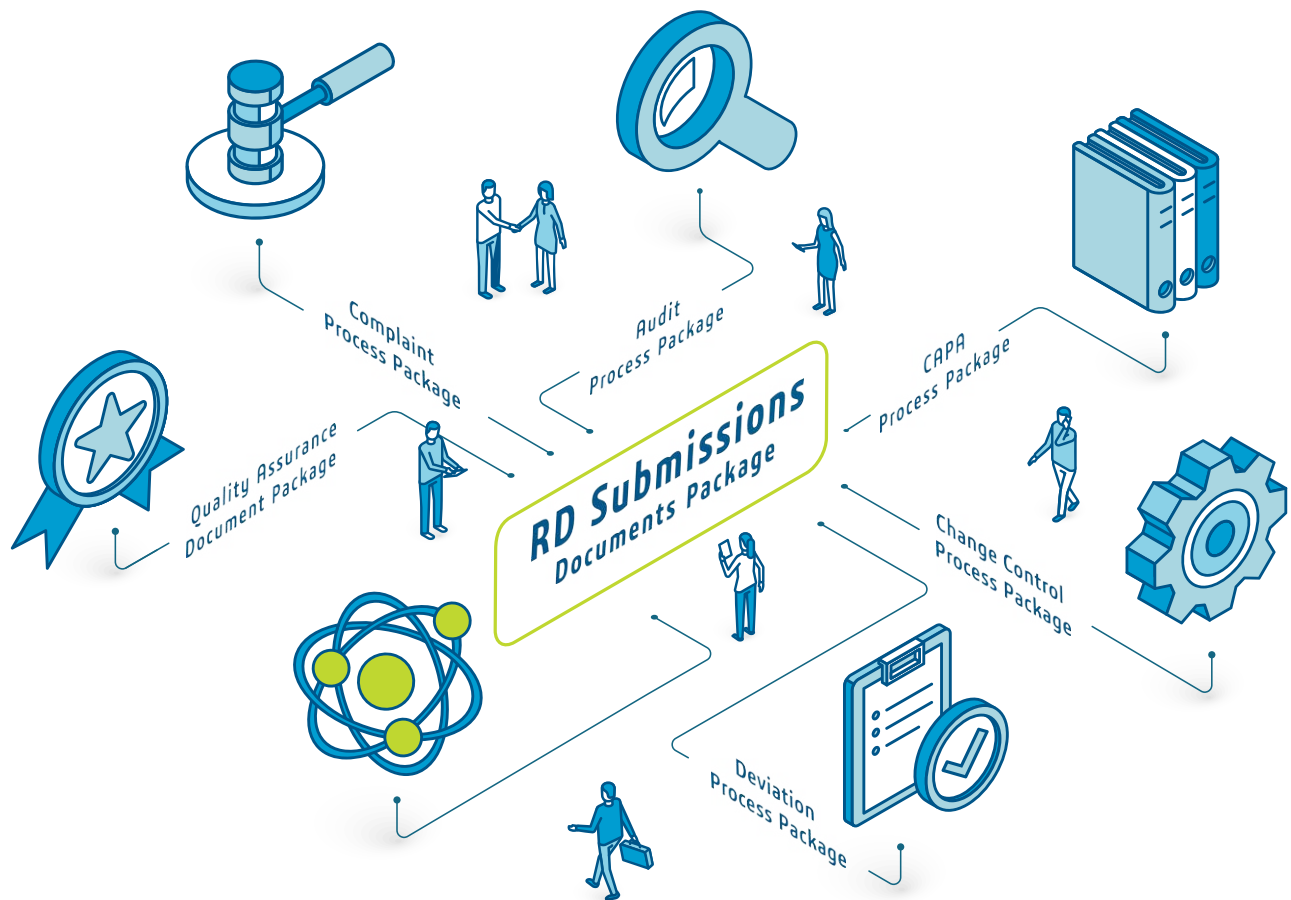 Complaint
Process Package
Audit
Process Package
CAPA
Process Package
Quality Assurance
Document Package
RD Submissions
Documents Package
Change Control
Process Package
Deviation
Process Package